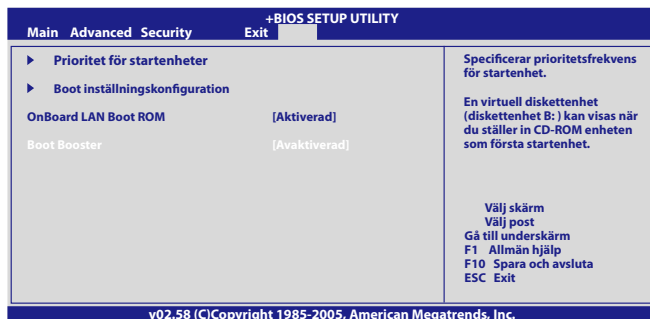 +BIOS SETUP UTILITY
Main Advanced Security Exit
Prioritet för startenheter
Boot inställningskonfiguration
OnBoard LAN Boot ROM [Aktiverad]
Boot Booster [Avaktiverad]
Specificerar prioritetsfrekvens
för startenhet.
En virtuell diskettenhet
(diskettenhet B: ) kan visas när
du ställer in CD-ROM enheten
som första startenhet.
Välj skärm
Välj post
Gå till underskärm
F1 Allmän hjälp
F10 Spara och avsluta
ESC Exit
v02.58 (C)Copyright 1985-2005, American Megatrends, Inc.